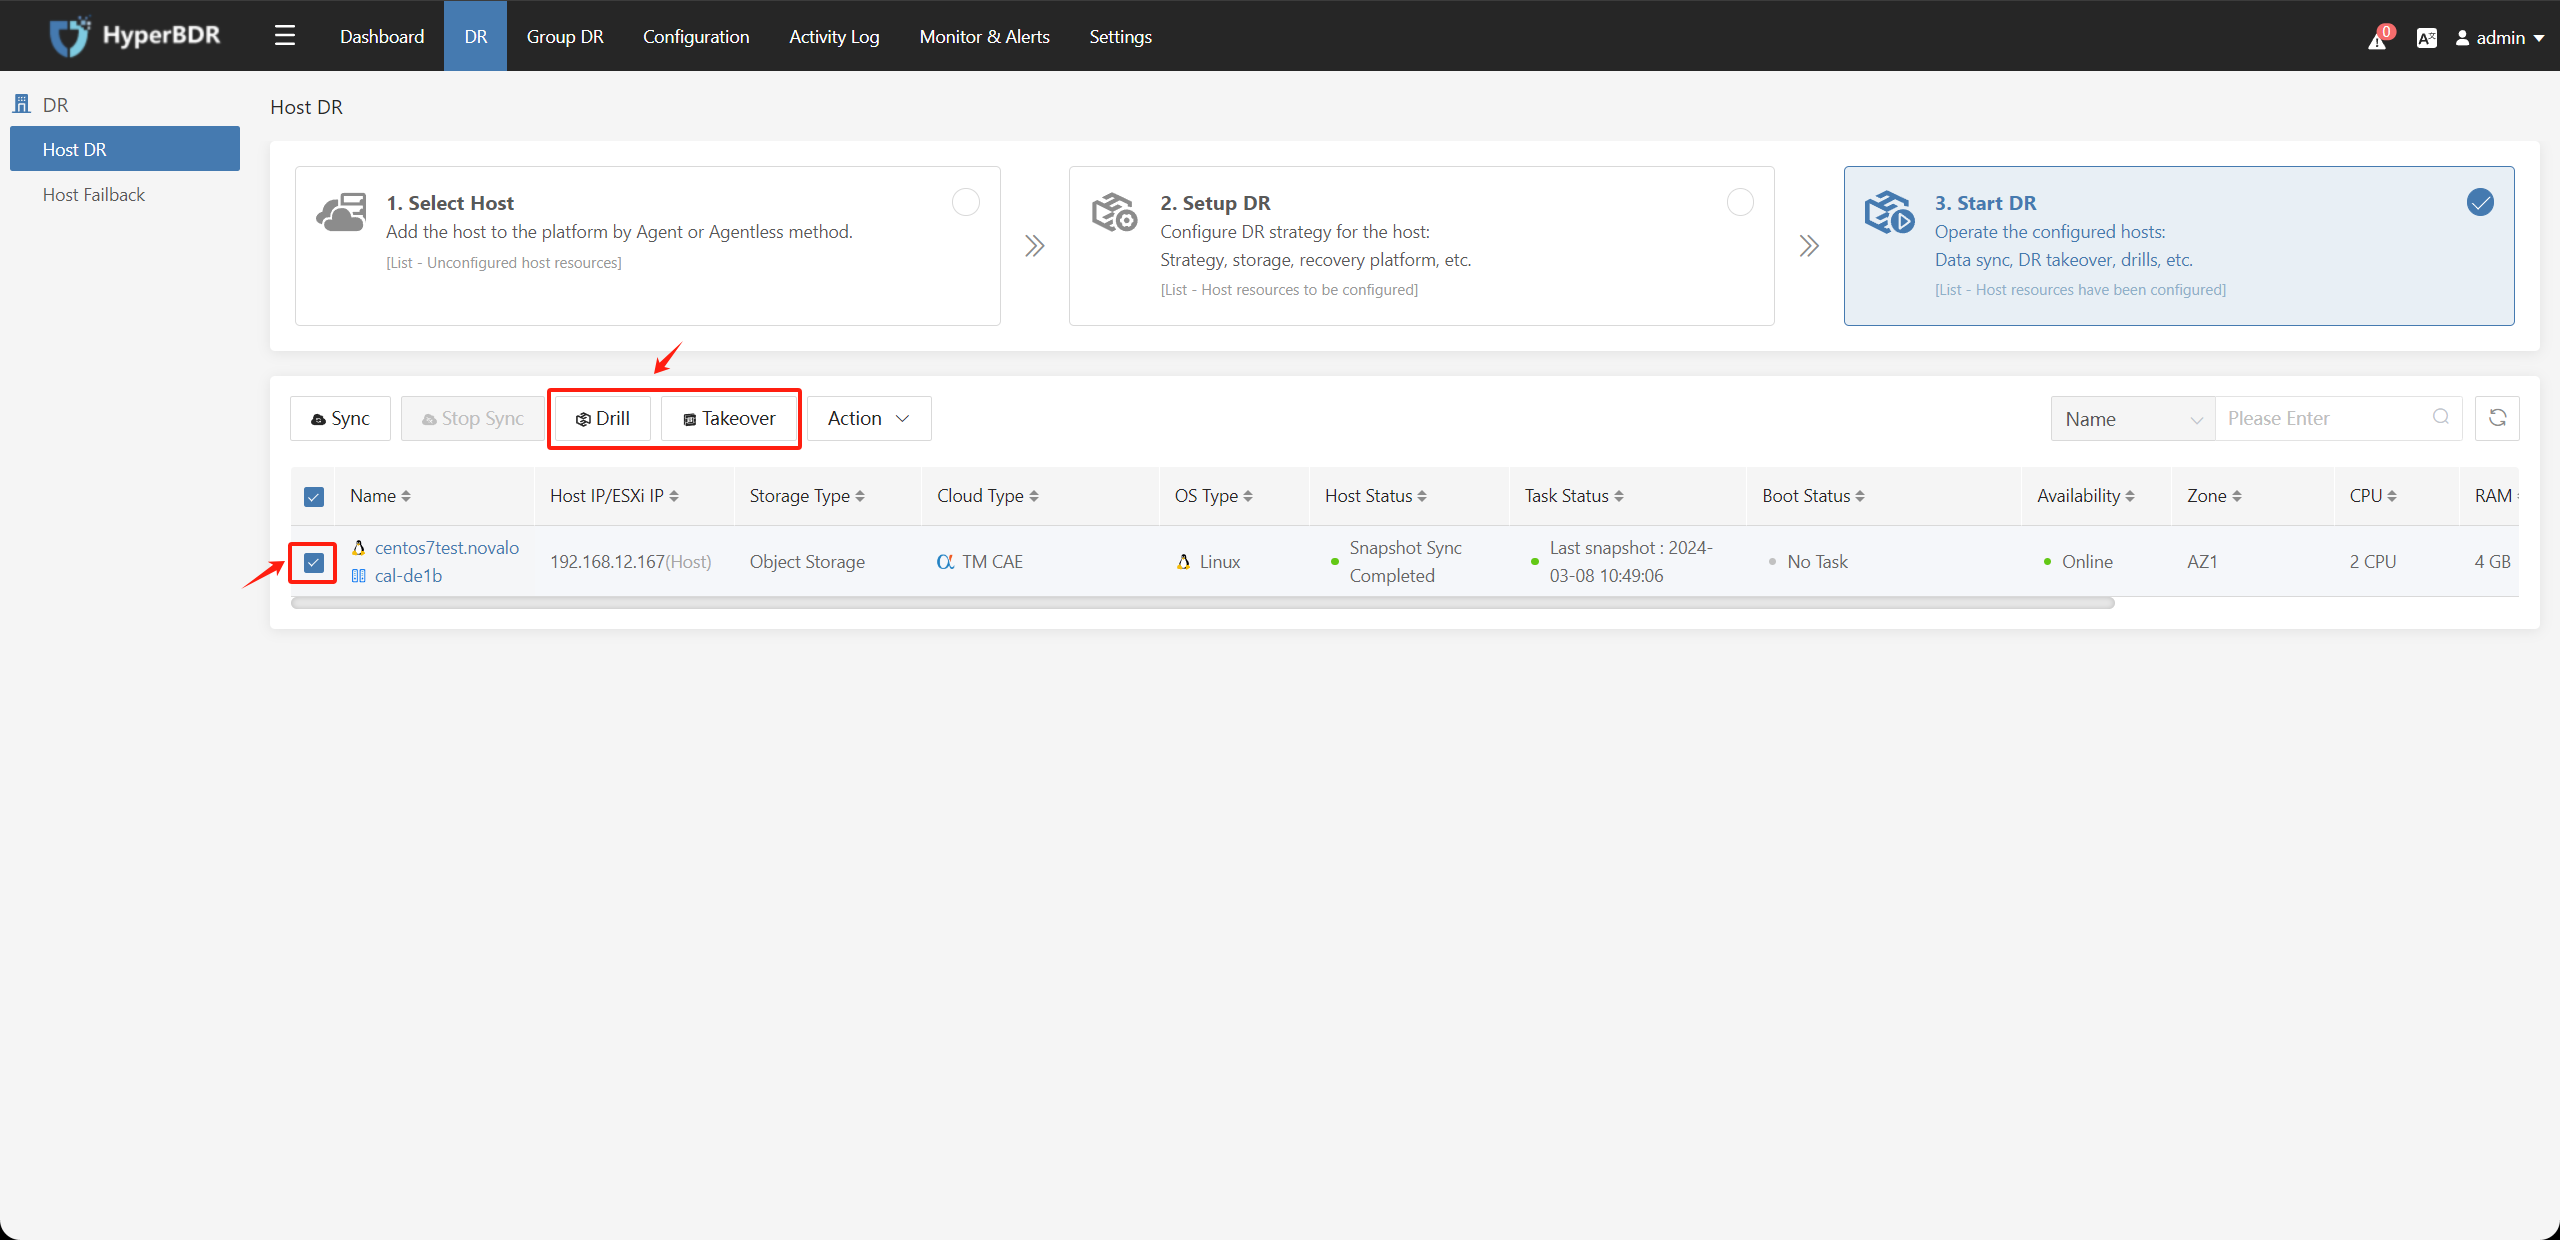 HyperBDR
Dashboard DR Group DR Configuration Activity Log Monitor & Alerts Settings 0 admin
DR
Host DR
Host Failback
Host DR
1. Select Host
Add the host to the platform by Agent or Agentless method.
[List - Unconfigured host resources]
2. Setup DR
Configure DR strategy for the host:
Strategy, storage, recovery platform, etc.
[List - Host resources to be configured]
3. Start DR
Operate the configured hosts:
Data sync, DR takeover, drills, etc.
[List - Host resources have been configured]
Sync Stop Sync Drill Takeover Action Name Please Enter
Name Host IP/ESXi IP Storage Type Cloud Type OS Type Host Status Task Status Boot Status Availability Zone CPU RAM
centos7test.novalo
cal-de1b
192.168.12.167(Host)
Object Storage
TM CAE
Linux
Snapshot Sync
Completed
Last snapshot : 2024-
03-08 10:49:06
No Task
Online
AZ1
2 CPU
4 GB